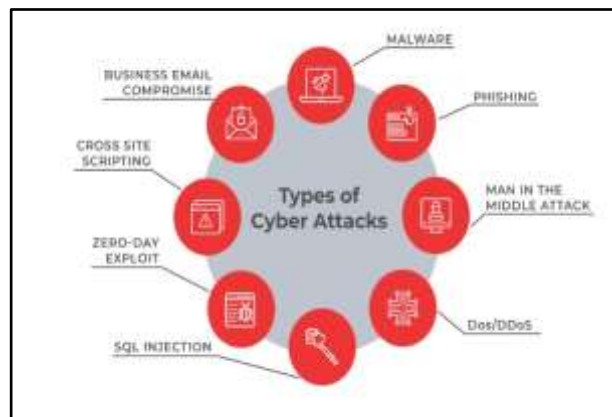 MALWARE
BUSINESS EMAIL
COMPROMISE
PHISHING
CROSS SITE
SCRIPTING
Types of
Cyber Attacks
MAN IN THE
MIDDLE ATTACK
ZERO-DAY
EXPLOIT
Dos/DDoS
SQL INJECTION